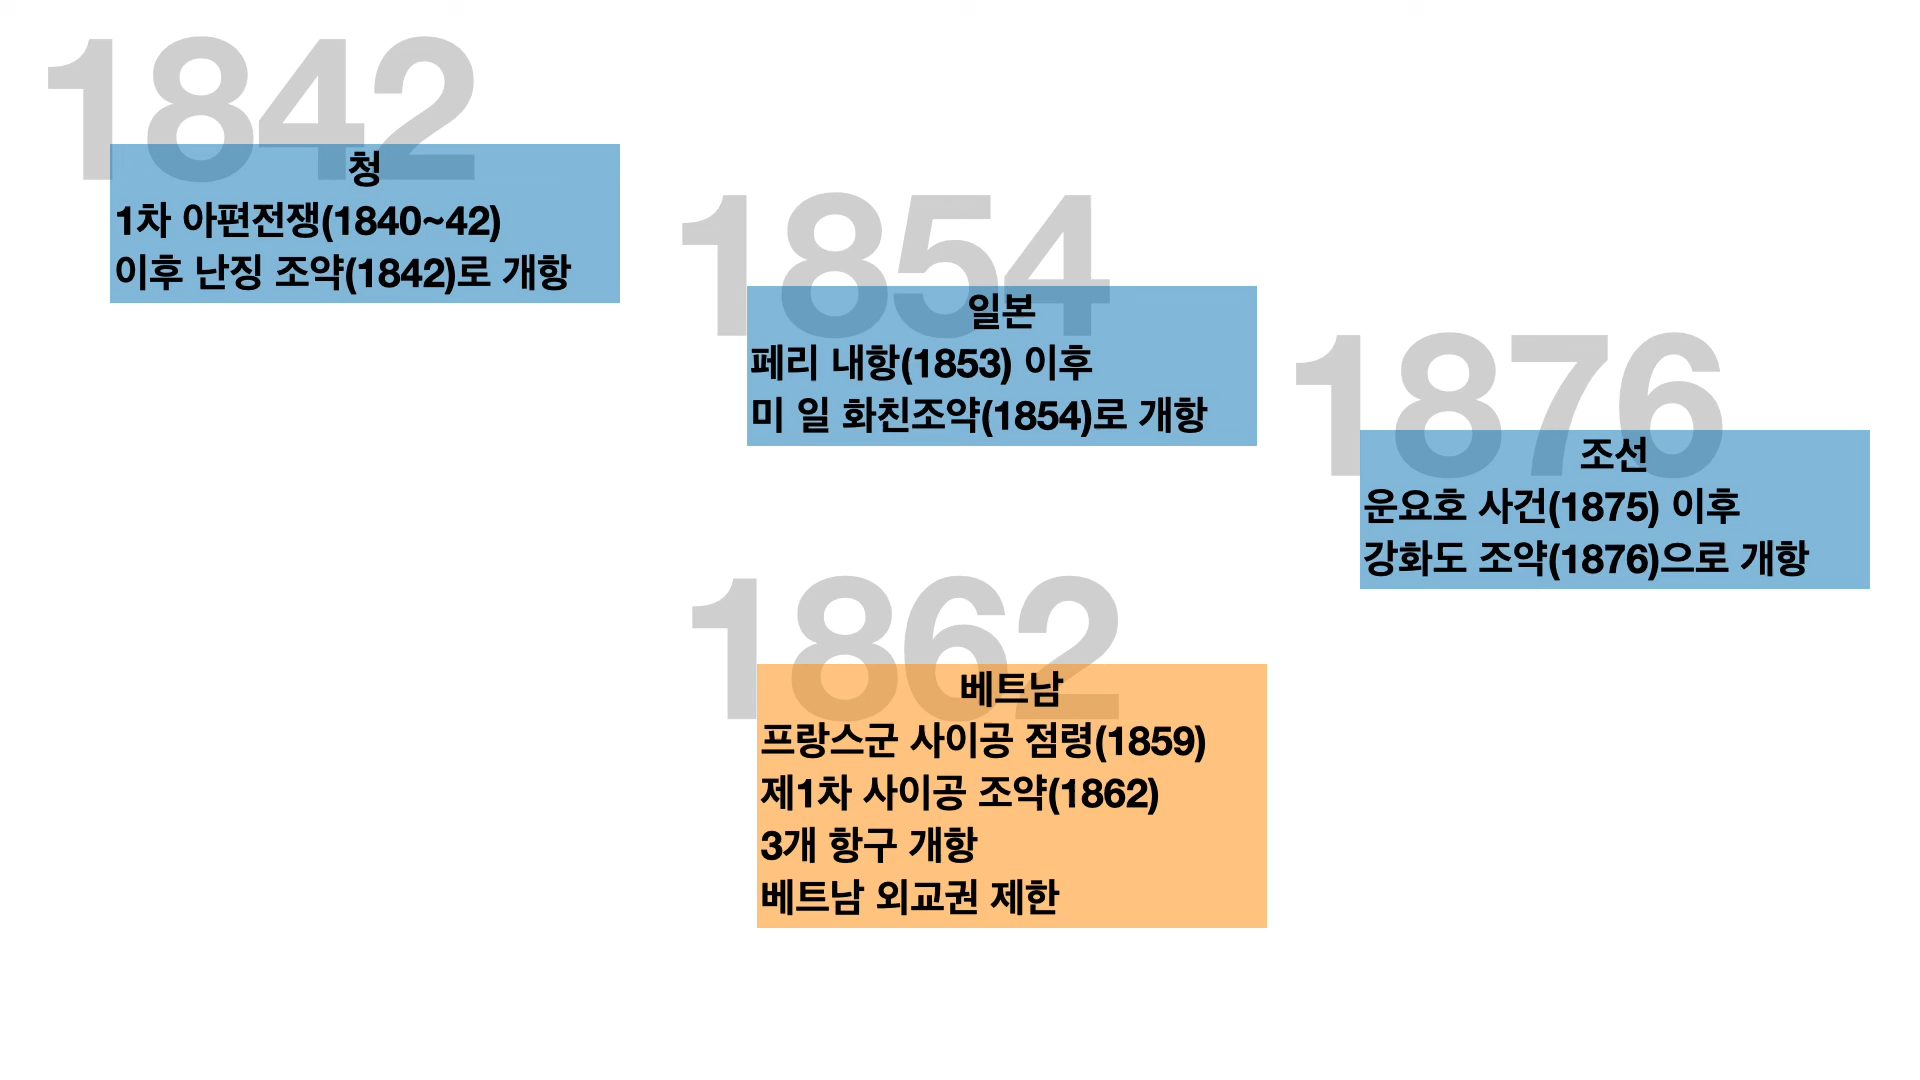 1842
청
1차 아편전쟁(1840~42)
이후 난징 조약(1842)로 개항
1854
일본
페리 내항(1853) 이후
미 일 화친조약(1854)로 개항
1876
조선
운요호 사건(1875) 이후
강화도 조약(1876)으로 개항
1862
베트남
프랑스군 사이공 점령(1859)
제1차 사이공 조약(1862)
3개 항구 개항
베트남 외교권 제한